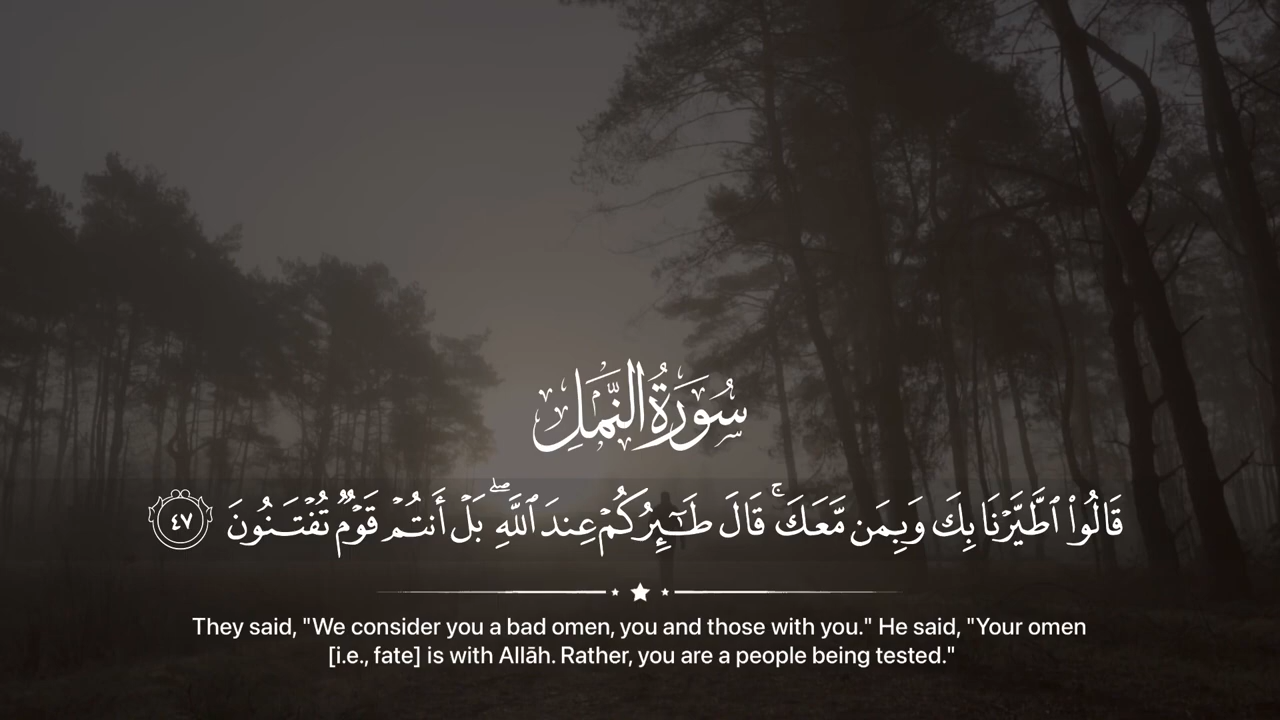 سُورَةُ النَّمْلِ
قَالُوا۟ ٱطَّيَّرْنَا بِكَ وَبِمَن مَّعَكَ ۚ قَالَ طَـٰٓئِرُكُمْ عِندَ ٱللَّهِ ۖ بَلْ أَنتُمْ قَوْمٌ تُفْتَنُونَ ٤٧
They said, "We consider you a bad omen, you and those with you." He said, "Your omen
[i.e., fate] is with Allāh. Rather, you are a people being tested."